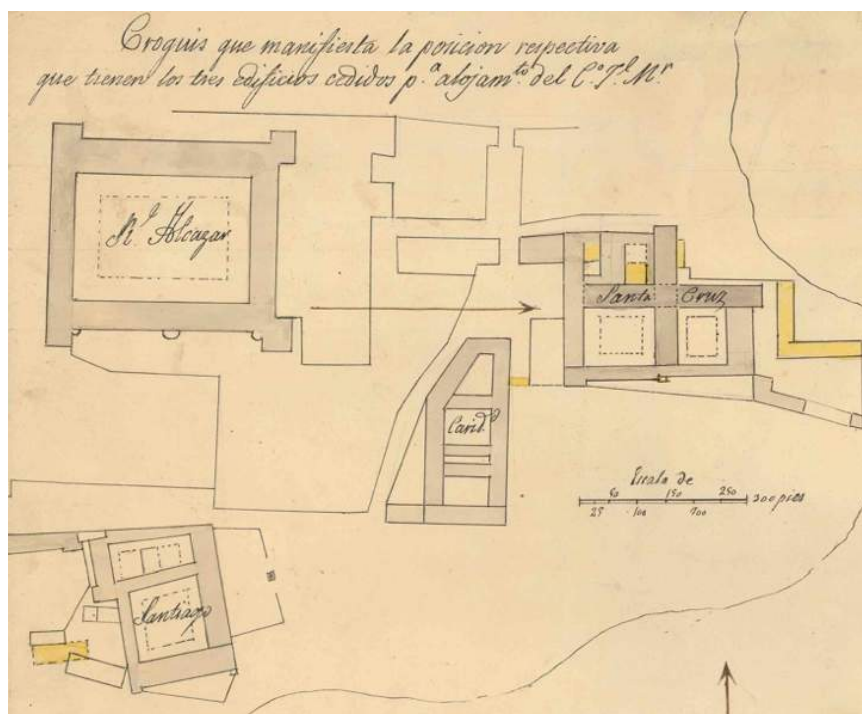 Croquis que manifiesta la posicion respectiva
que tienen los tres edificios cedidos p.ª alojam.to del C.o J.l M.r
R.l Alcazar
Santa Cruz
Carid.d
Escala de
50 150 250
300 pies
25 100 200
Santiago